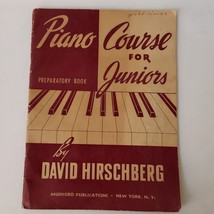 Piano Course
FOR
PREPARATORY BOOK
Juniors
By
DAVID HIRSCHBERG
MUSICORD PUBLICATIONS - NEW YORK, N. Y.